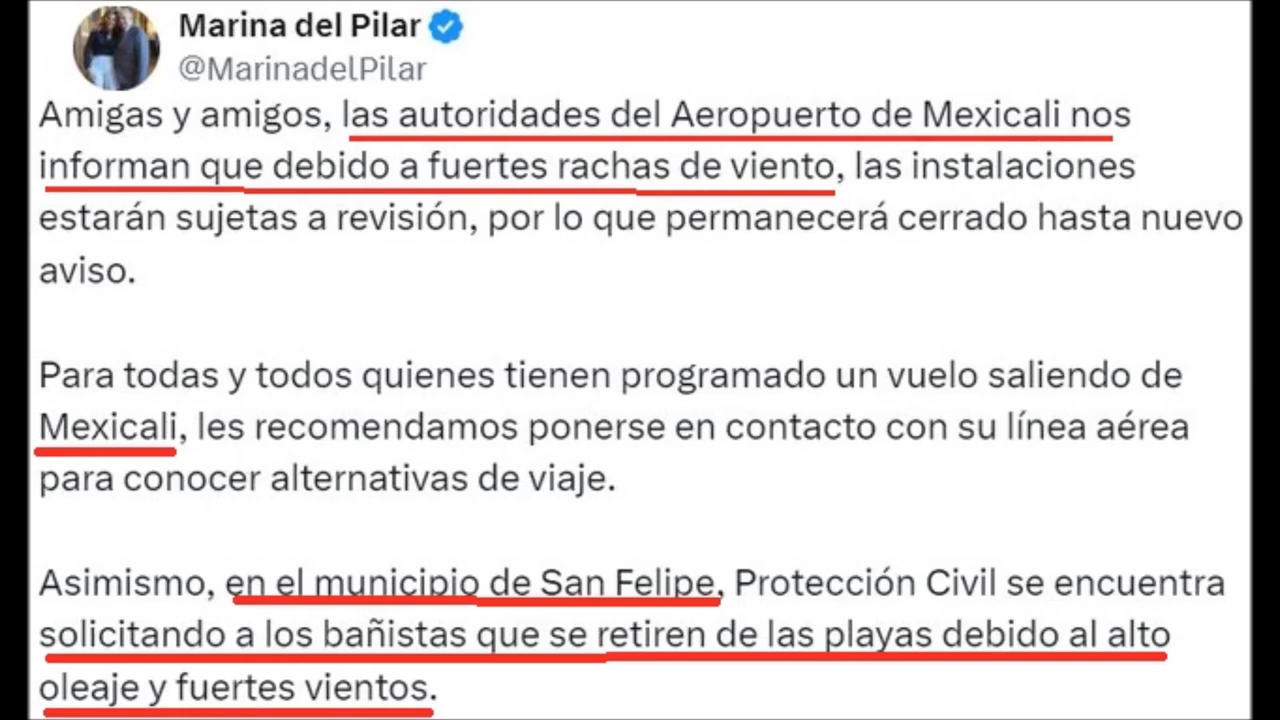 Marina del Pilar
@MarinadelPilar
Amigas y amigos, las autoridades del Aeropuerto de Mexicali nos
informan que debido a fuertes rachas de viento, las instalaciones
estarán sujetas a revisión, por lo que permanecerá cerrado hasta nuevo
aviso.
Para todas y todos quienes tienen programado un vuelo saliendo de
Mexicali, les recomendamos ponerse en contacto con su línea aérea
para conocer alternativas de viaje.
Asimismo, en el municipio de San Felipe, Protección Civil se encuentra
solicitando a los bañistas que se retiren de las playas debido al alto
oleaje y fuertes vientos.